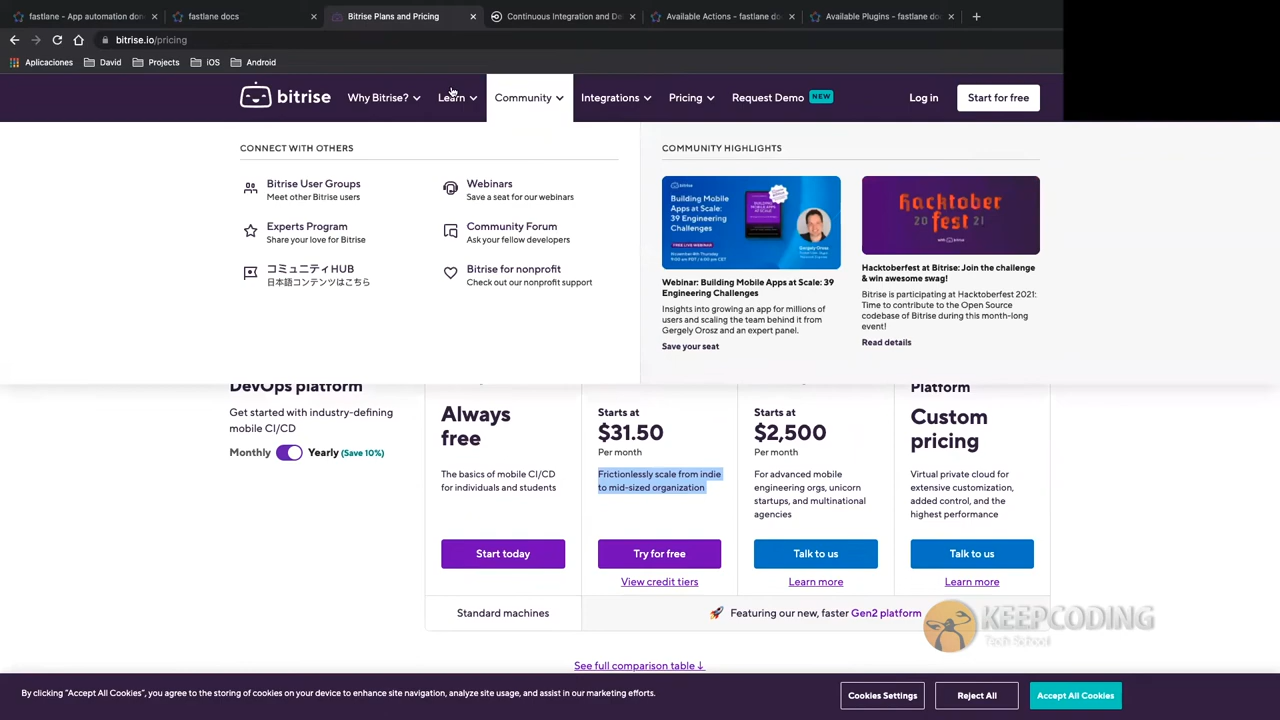 fastlane - App automation don
fastlane docs
Bitrise Plans and Pricing
Continuous Integration and De
Available Actions - fastlane do
Available Plugins - fastlane do
bitrise.io/pricing
Aplicaciones
David
Projects
iOS
Android
bitrise
Why Bitrise?
Learn
Community
Integrations
Pricing
Request Demo
NEW
Log in
Start for free
CONNECT WITH OTHERS
Bitrise User Groups
Meet other Bitrise users
Experts Program
Share your love for Bitrise
コミュニティHUB
日本語コンテンツはこちら
Webinars
Save a seat for our webinars
Community Forum
Ask your fellow developers
Bitrise for nonprofit
Check out our nonprofit support
COMMUNITY HIGHLIGHTS
bitrise
Building Mobile
Apps at Scale:
39 Engineering
Challenges
FREE LIVE WEBINAR
Gergely Orosz
Webinar: Building Mobile Apps at Scale: 39
Engineering Challenges
Insights into growing an app for millions of
users and scaling the team behind it from
Gergely Orosz and an expert panel.
Save your seat
Hacktober
20 fest 21
with bitrise
Hacktoberfest at Bitrise: Join the challenge
& win awesome swag!
Bitrise is participating at Hacktoberfest 2021:
Time to contribute to the Open Source
codebase of Bitrise during this month-long
event!
Read details
DevOps platform
Get started with industry-defining
mobile CI/CD
Monthly
Yearly (Save 10%)
Always
free
The basics of mobile CI/CD
for individuals and students
Start today
Standard machines
Starts at
$31.50
Per month
Frictionlessly scale from indie
to mid-sized organization
Try for free
View credit tiers
Starts at
$2,500
Per month
For advanced mobile
engineering orgs, unicorn
startups, and multinational
agencies
Talk to us
Learn more
Platform
Custom
pricing
Virtual private cloud for
extensive customization,
added control, and the
highest performance
Talk to us
Learn more
Featuring our new, faster Gen2 platform
KEEPCODING
Tech School
See full comparison table ↓
By clicking “Accept All Cookies”, you agree to the storing of cookies on your device to enhance site navigation, analyze site usage, and assist in our marketing efforts.
Cookies Settings
Reject All
Accept All Cookies